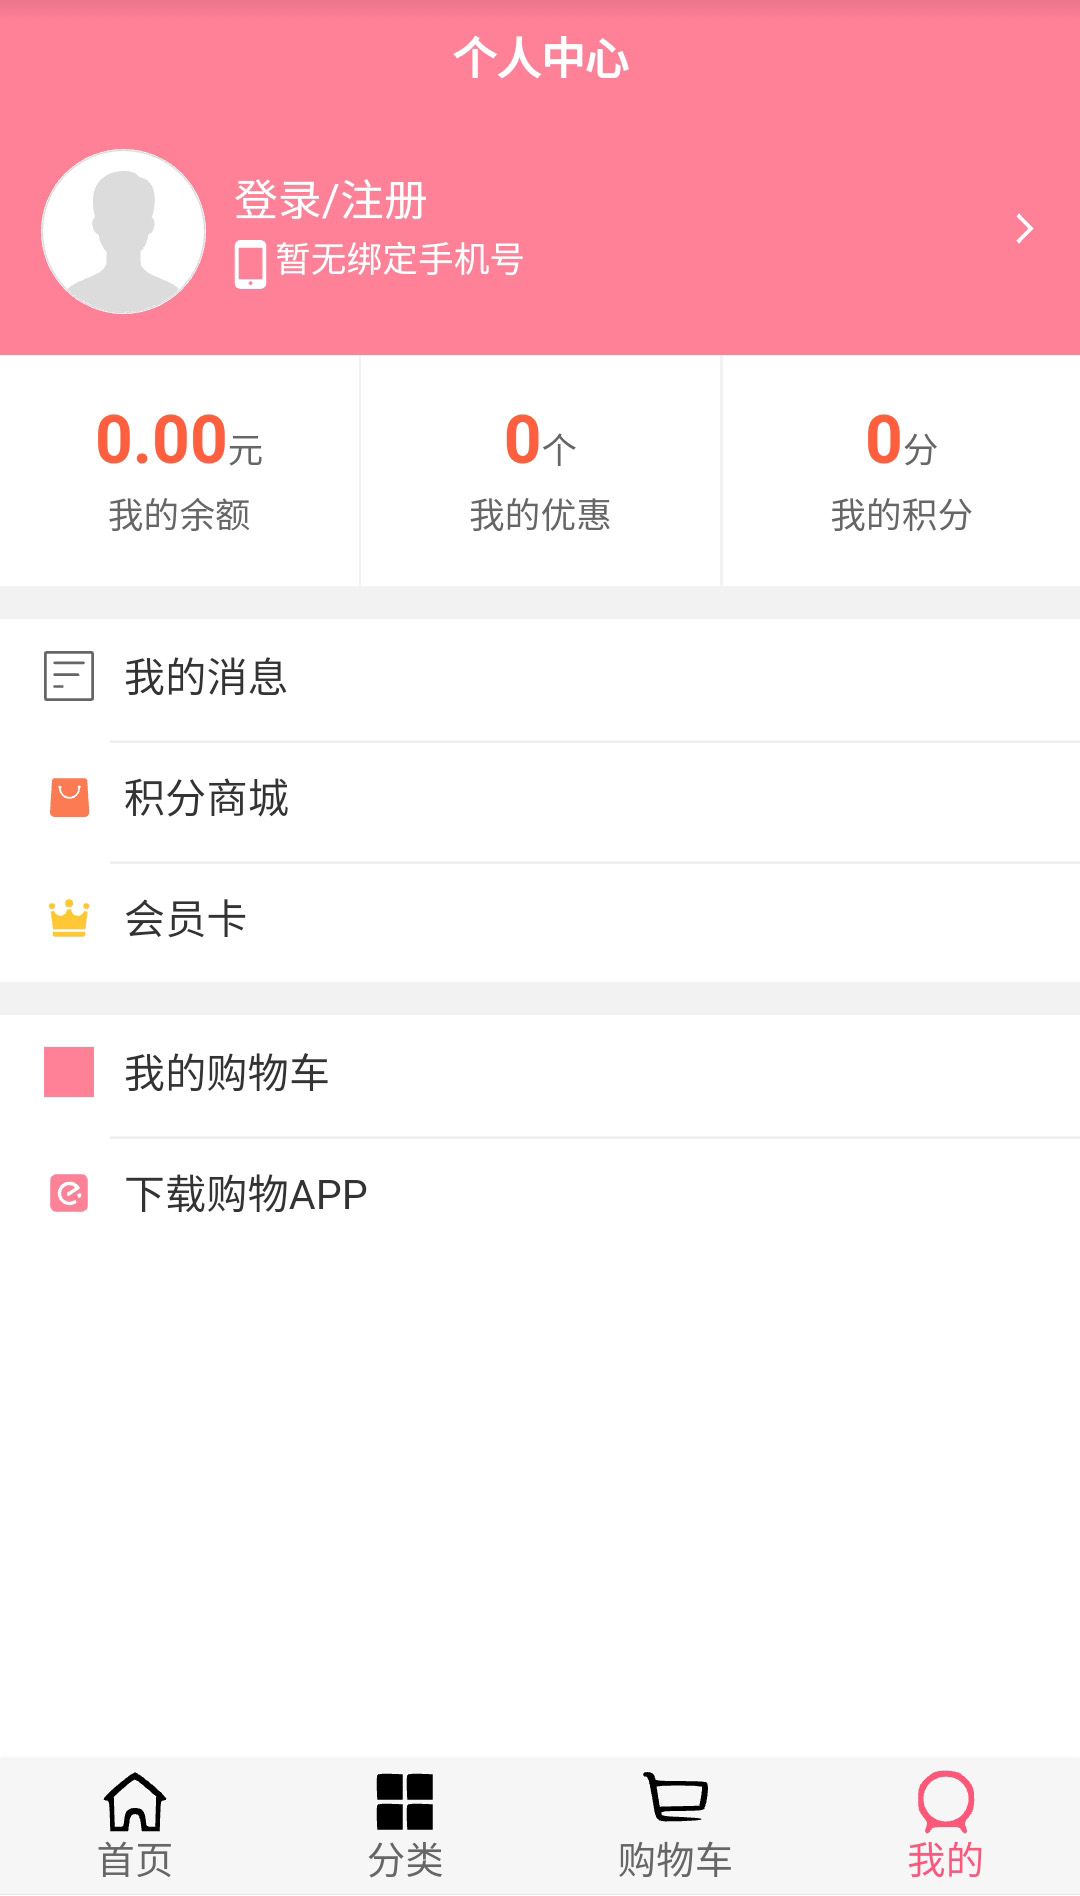 个人中心
登录/注册
暂无绑定手机号
0.00元 0个 0分
我的余额 我的优惠 我的积分
我的消息
积分商城
会员卡
我的购物车
下载购物APP
首页 分类 购物车 我的